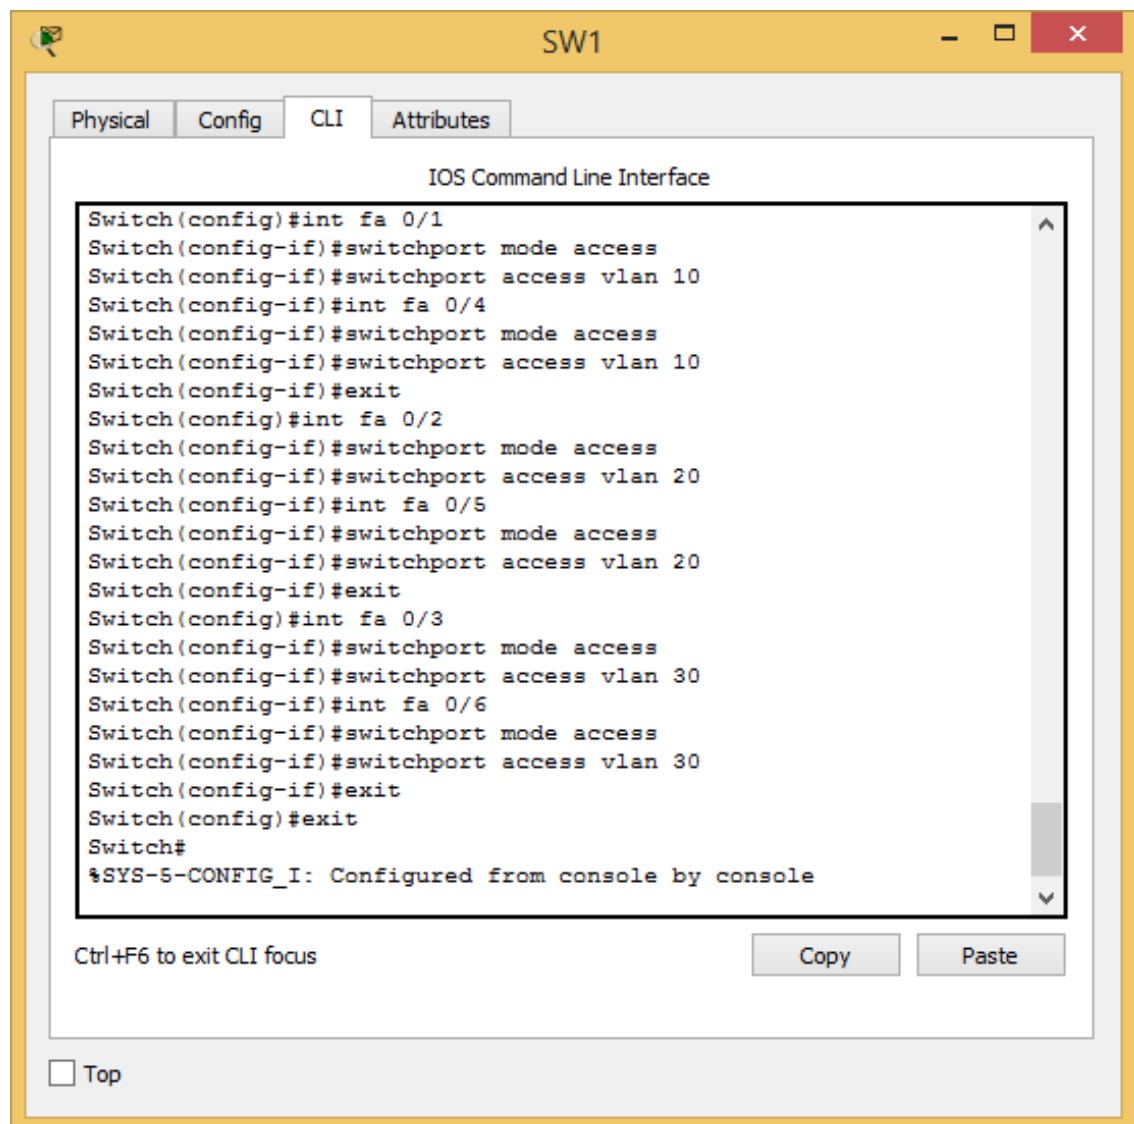 SW1
Physical Config CLI Attributes
IOS Command Line Interface
Switch(config)#int fa 0/1
Switch(config-if)#switchport mode access
Switch(config-if)#switchport access vlan 10
Switch(config-if)#int fa 0/4
Switch(config-if)#switchport mode access
Switch(config-if)#switchport access vlan 10
Switch(config-if)#exit
Switch(config)#int fa 0/2
Switch(config-if)#switchport mode access
Switch(config-if)#switchport access vlan 20
Switch(config-if)#int fa 0/5
Switch(config-if)#switchport mode access
Switch(config-if)#switchport access vlan 20
Switch(config-if)#exit
Switch(config)#int fa 0/3
Switch(config-if)#switchport mode access
Switch(config-if)#switchport access vlan 30
Switch(config-if)#int fa 0/6
Switch(config-if)#switchport mode access
Switch(config-if)#switchport access vlan 30
Switch(config-if)#exit
Switch(config)#exit
Switch#
%SYS-5-CONFIG_I: Configured from console by console
Ctrl+F6 to exit CLI focus
Copy Paste
Top